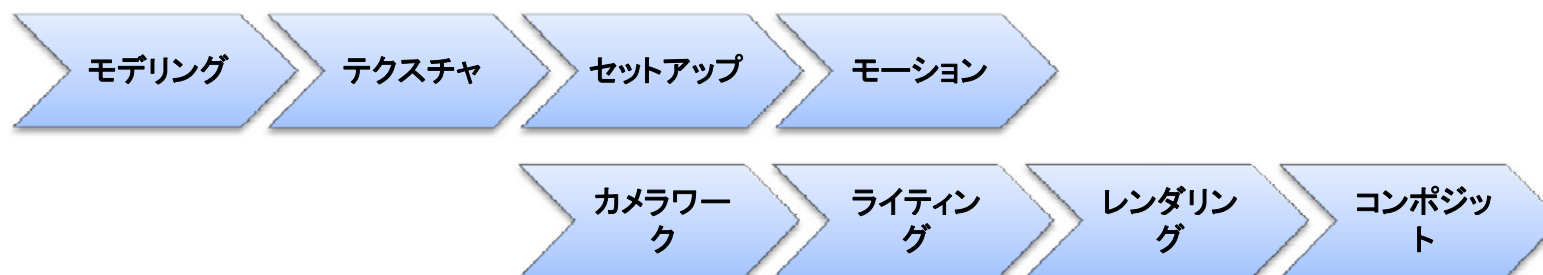 モデリング
テクスチャ
セットアップ
モーション
カメラワー
ク
ライティン
グ
レンダリン
グ
コンポジッ
ト